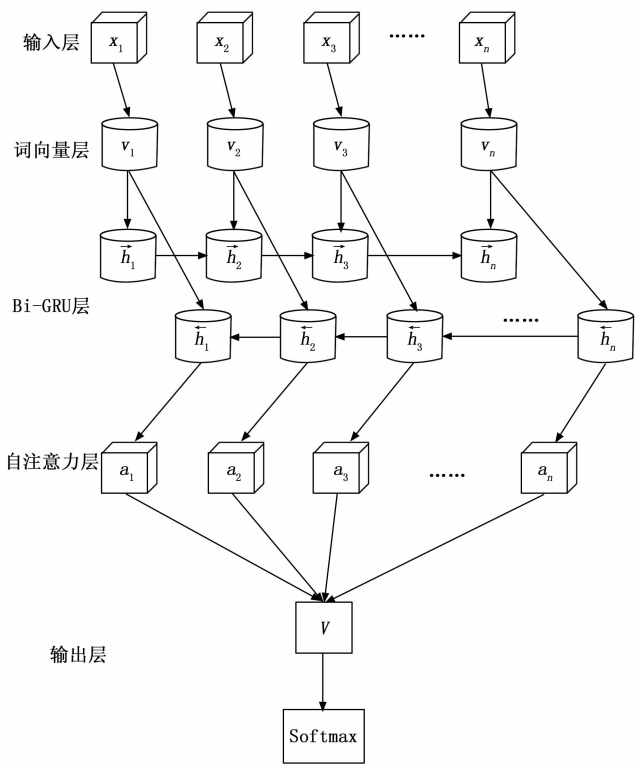 输入层 x1 x2 x3 …… xn
词向量层 v1 v2 v3 vn
→h1 →h2 →h3 →hn
Bi-GRU层
←h1 ←h2 ←h3 …… ←hn
自注意力层 a1 a2 a3 …… an
V
输出层
Softmax